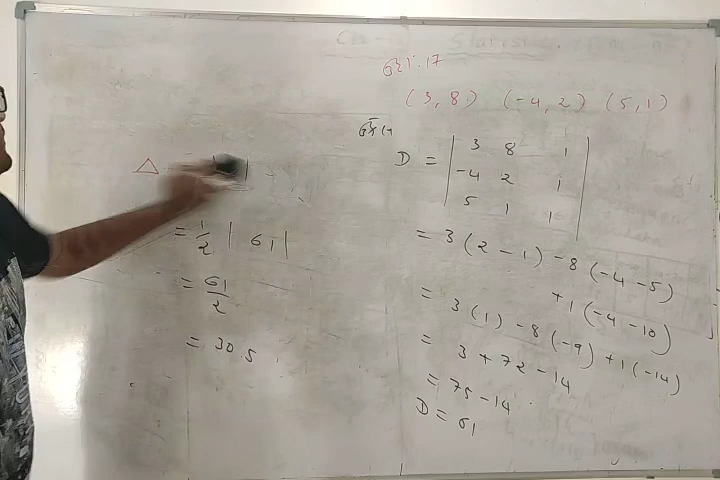 (3, 8) (-4, 2) (5, 1)
D = | 3 8 1 |
| -4 2 1 |
| 5 1 1 |
= 3(2 - 1) - 8(-4 - 5)
+ 1(-4 - 10)
= 3(1) - 8(-9) + 1(-14)
= 3 + 72 - 14
= 75 - 14
D = 61
△ =
= 1/2 | 61 |
= 61/2
= 30.5